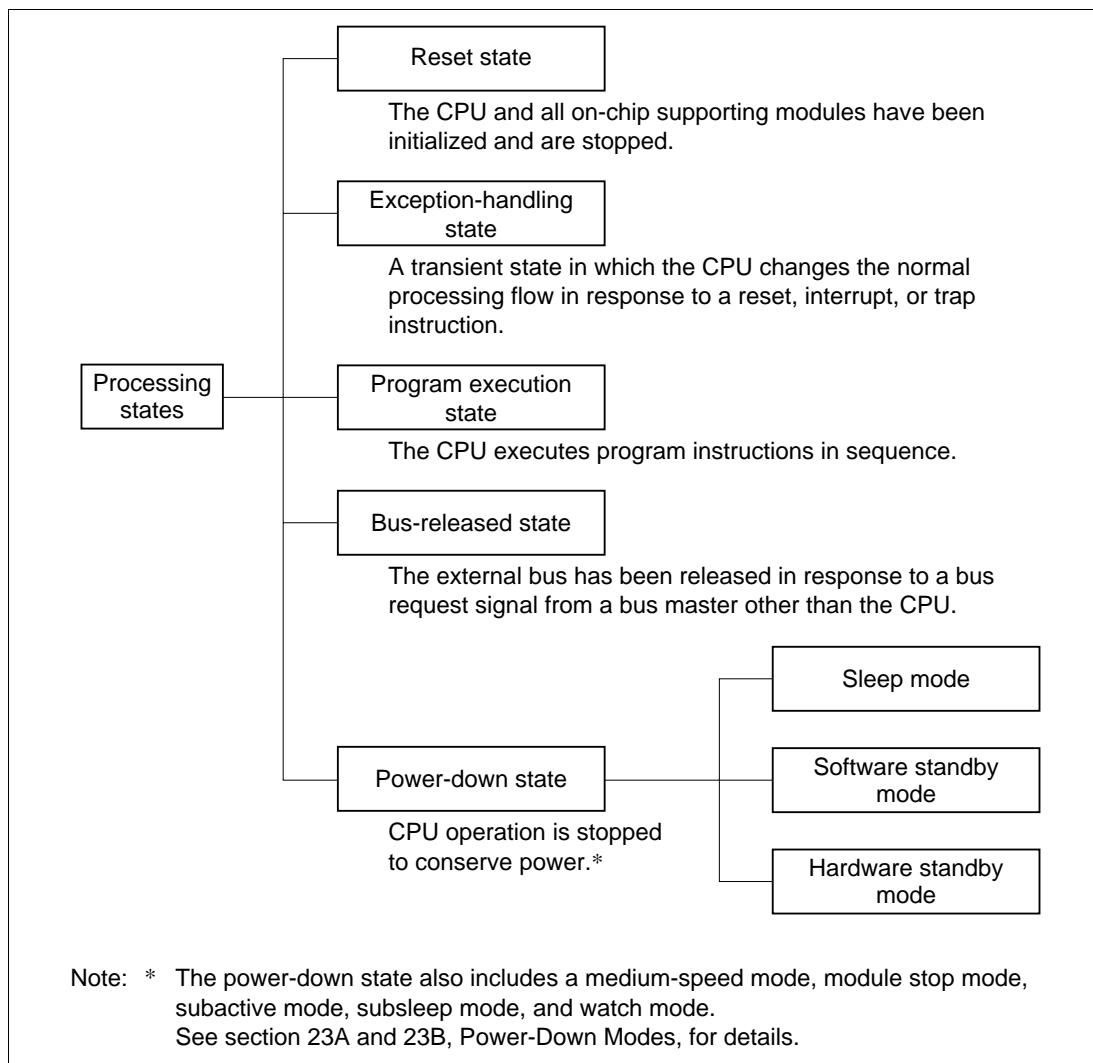 Reset state
The CPU and all on-chip supporting modules have been
initialized and are stopped.
Exception-handling
state
A transient state in which the CPU changes the normal
processing flow in response to a reset, interrupt, or trap
instruction.
Processing
states
Program execution
state
The CPU executes program instructions in sequence.
Bus-released state
The external bus has been released in response to a bus
request signal from a bus master other than the CPU.
Sleep mode
Power-down state
CPU operation is stopped
to conserve power.*
Software standby
mode
Hardware standby
mode
Note: * The power-down state also includes a medium-speed mode, module stop mode,
subactive mode, subsleep mode, and watch mode.
See section 23A and 23B, Power-Down Modes, for details.